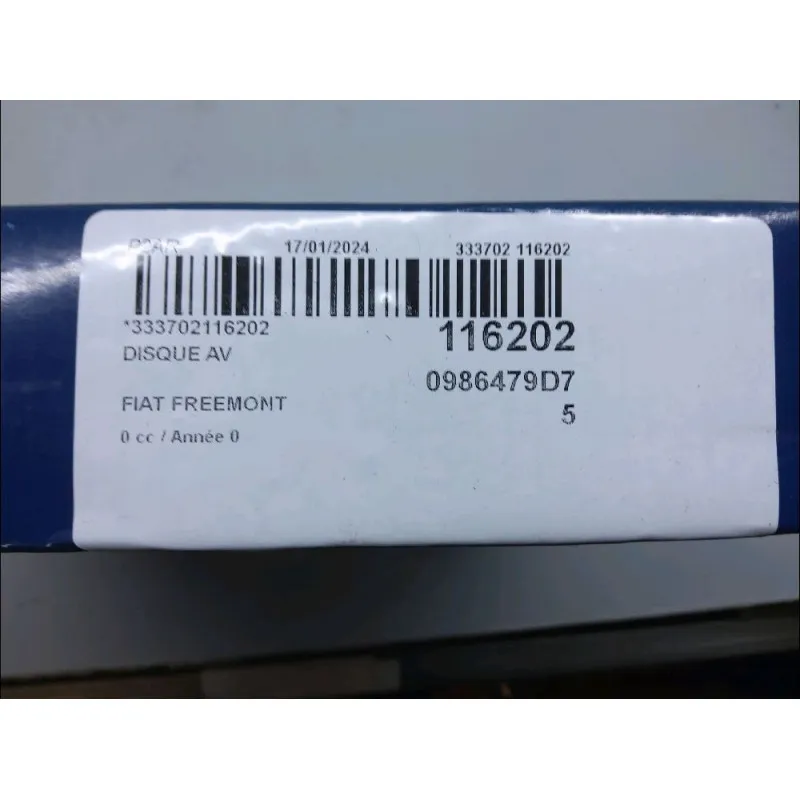 17/01/2024 333702 116202
*333702116202 116202
DISQUE AV
0986479D7
FIAT FREEMONT 5
0 cc / Année 0